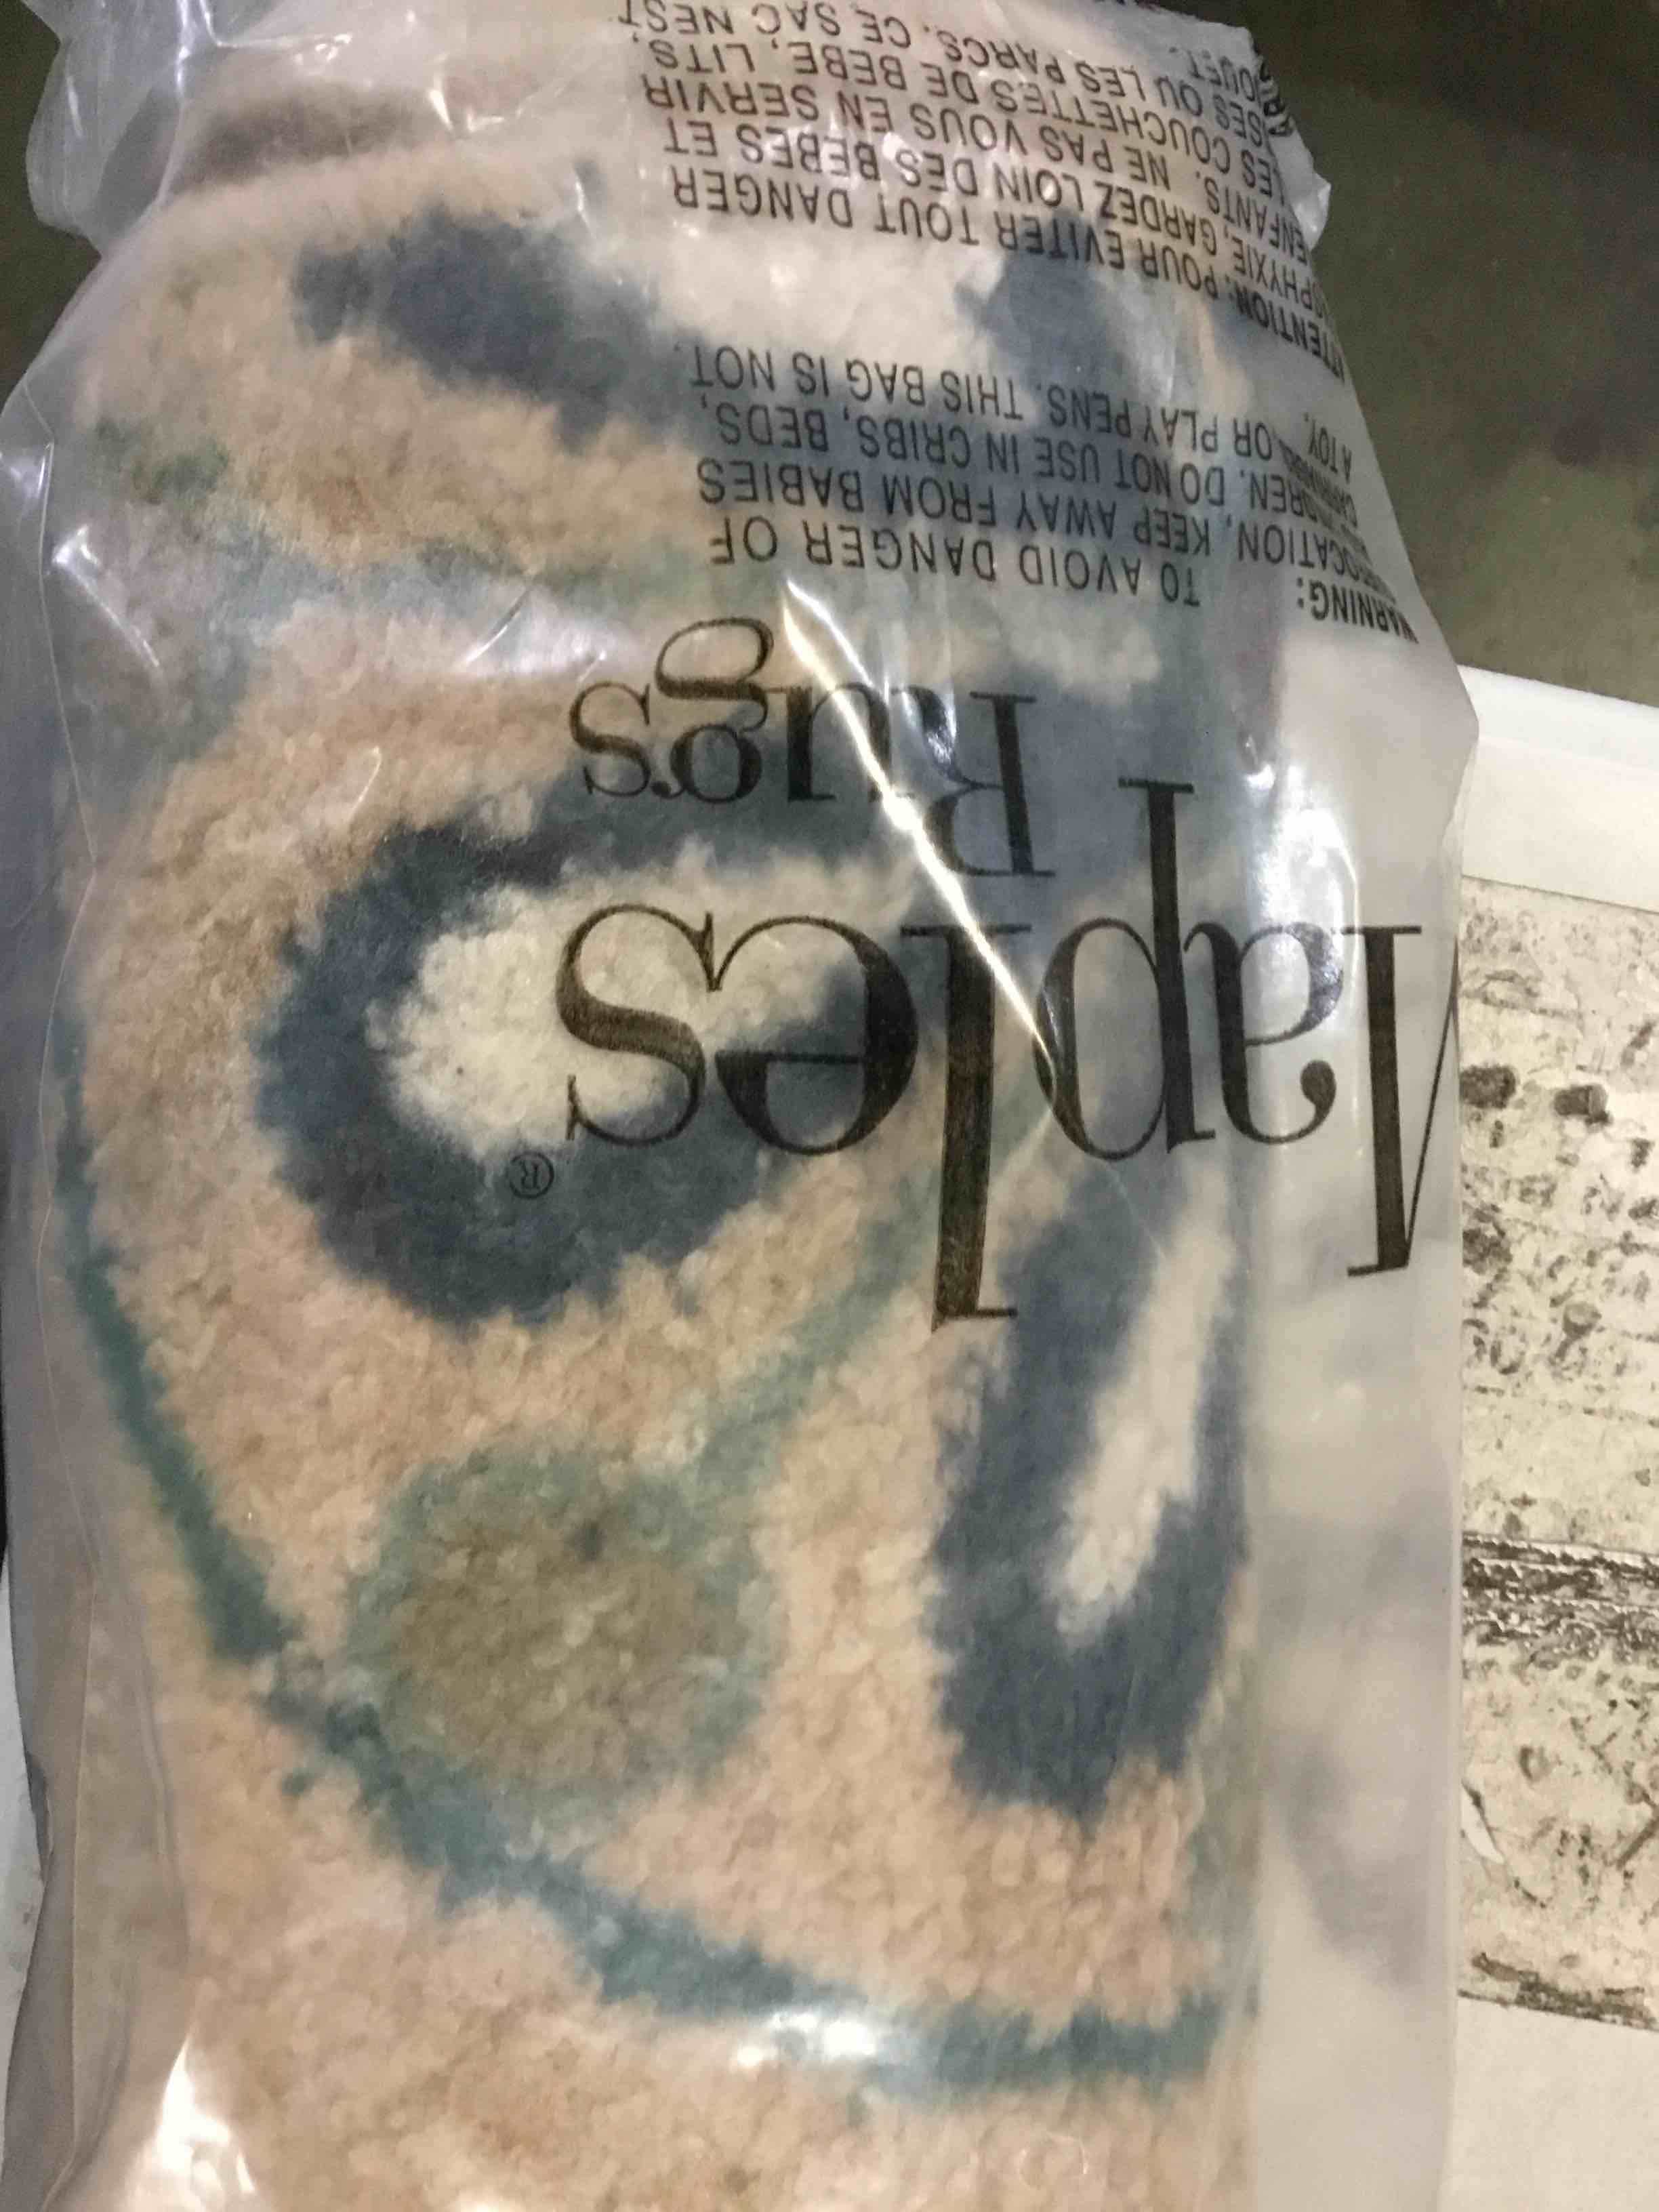 Maples®
Rugs
WARNING: TO AVOID DANGER OF
KEEP AWAY FROM BABIES
DO NOT USE IN CRIBS, BEDS,
OR PLAY PENS. THIS BAG IS NOT
A TOY.
ATTENTION: POUR EVITER TOUT DANGER
GARDEZ LOIN DES BEBES ET
ENFANTS. NE PAS VOUS EN SERVIR
LES COUCHETTES DE BEBE, LITS,
OU LES PARCS. CE SAC NEST